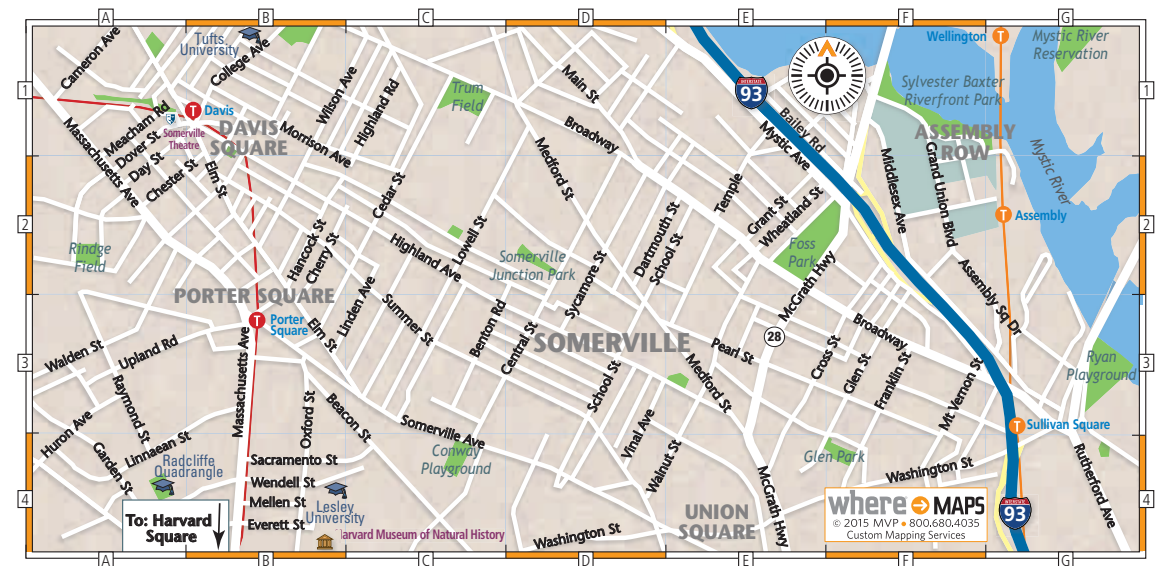 A
B
C
D
E
F
G
1
2
3
4
1
2
3
4
A
B
C
D
E
F
G
Cameron Ave
Tufts
University
College Ave
Wilson Ave
Highland Rd
Trum
Field
Main St
INTERSTATE
93
Wellington
T
Mystic River
Reservation
Sylvester Baxter
Riverfront Park
T
Davis
Meacham Rd
Somerville
Theatre
DAVIS
SQUARE
Dover St
Day St
Chester St
Massachusetts Ave
Elm St
Morrison Ave
Broadway
Bailey Rd
Mystic Ave
ASSEMBLY
ROW
Mystic River
Middlesex Ave
Grand Union Blvd
Medford St
Temple
Cedar St
Grant St
Wheatland St
T
Assembly
Rindge
Field
Hancock St
Cherry St
Highland Ave
Lowell St
Somerville
Junction Park
Sycamore St
Dartmouth St
School St
Foss
Park
McGrath Hwy
Assembly Sq Dr
PORTER SQUARE
T
Porter
Square
Elm St
Linden Ave
Summer St
Benton Rd
Central St
SOMERVILLE
28
Broadway
Pearl St
Medford St
Cross St
Glen St
Franklin St
Mt Vernon St
Ryan
Playground
Walden St
Upland Rd
Massachusetts Ave
Raymond St
Huron Ave
Garden St
Linnaean St
Oxford St
Beacon St
Somerville Ave
School St
Vinal Ave
Walnut St
T
Sullivan Square
Rutherford Ave
Radcliffe
Quadrangle
Sacramento St
Wendell St
Mellen St
Everett St
Conway
Playground
Glen Park
Washington St
McGrath Hwy
To: Harvard
Square
Lesley
University
arvard Museum of Natural History
Washington St
UNION
SQUARE
where MAPS
© 2015 MVP • 800.680.4035
Custom Mapping Services
INTERSTATE
93